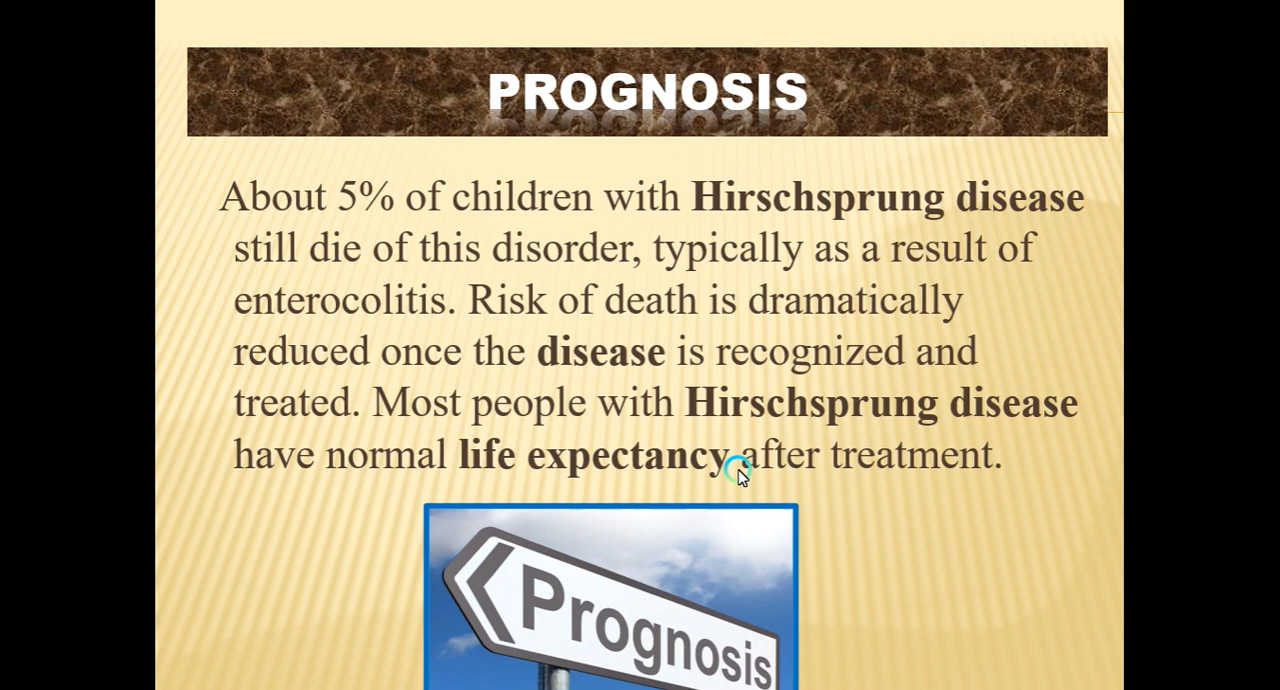 PROGNOSIS
About 5% of children with Hirschsprung disease
still die of this disorder, typically as a result of
enterocolitis. Risk of death is dramatically
reduced once the disease is recognized and
treated. Most people with Hirschsprung disease
have normal life expectancy after treatment.
Prognosis